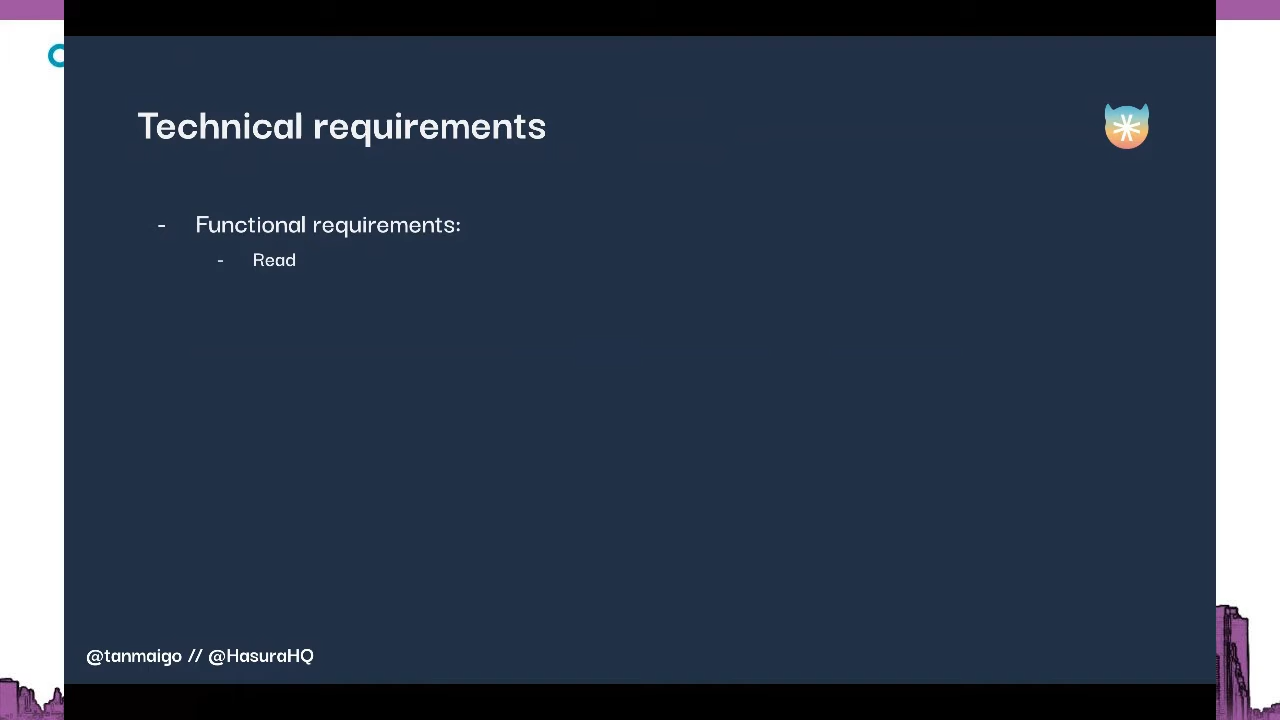 Technical requirements
- Functional requirements:
- Read
@tanmaigo // @HasuraHQ